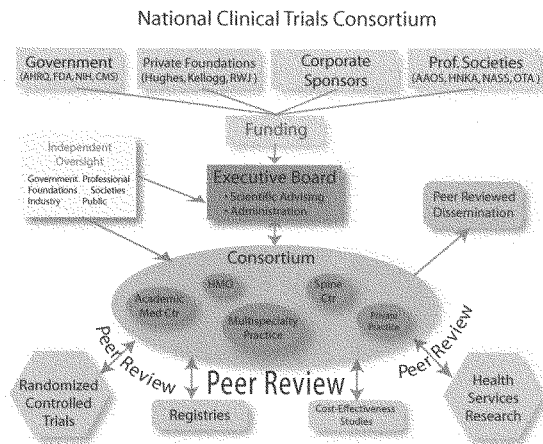 National Clinical Trials Consortium
Government
(AHRQ, FDA, NIH, CMS)
Private Foundations
(Hughes, Kellogg, RWJ )
Corporate
Sponsors
Prof. Societies
(AAOS, HNKA, NASS, OTA )
Funding
Independent
Oversight
Government Professional
Foundations Societies
Industry Public
Executive Board
• Scientific Advising
• Administration
Peer Reviewed
Dissemination
Consortium
HMO
Spine
Ctr
Academic
Med Ctr
Multispecialty
Practice
Private
Practice
Peer Review
Peer Review
Peer Review
Randomized
Controlled
Trials
Registries
Cost-Effectiveness
Studies
Health
Services
Research